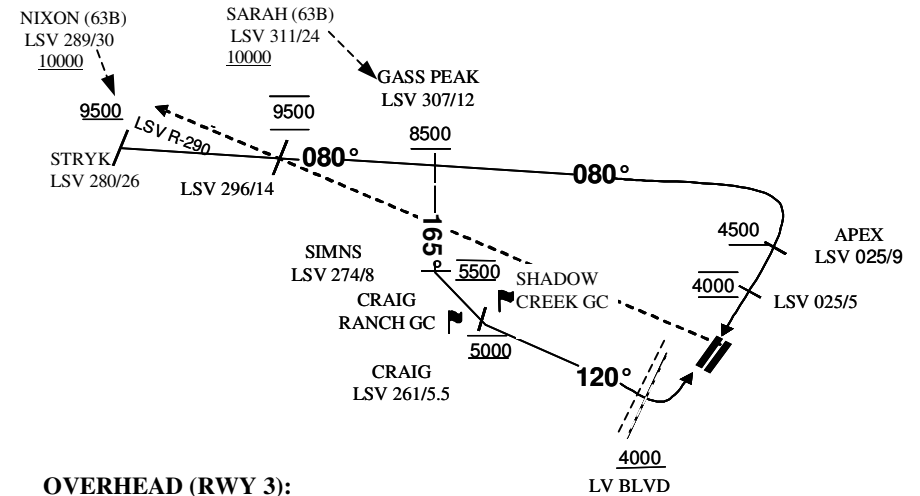 NIXON (63B)
LSV 289/30
10000
SARAH (63B)
LSV 311/24
10000
GASS PEAK
LSV 307/12
9500
9500
8500
LSV R-290
080°
080°
STRYK
LSV 280/26
LSV 296/14
165°
4500
APEX
LSV 025/9
SIMNS
LSV 274/8
5500
SHADOW
CREEK GC
4000
LSV 025/5
CRAIG
RANCH GC
5000
CRAIG
LSV 261/5.5
120°
4000
LV BLVD
OVERHEAD (RWY 3):